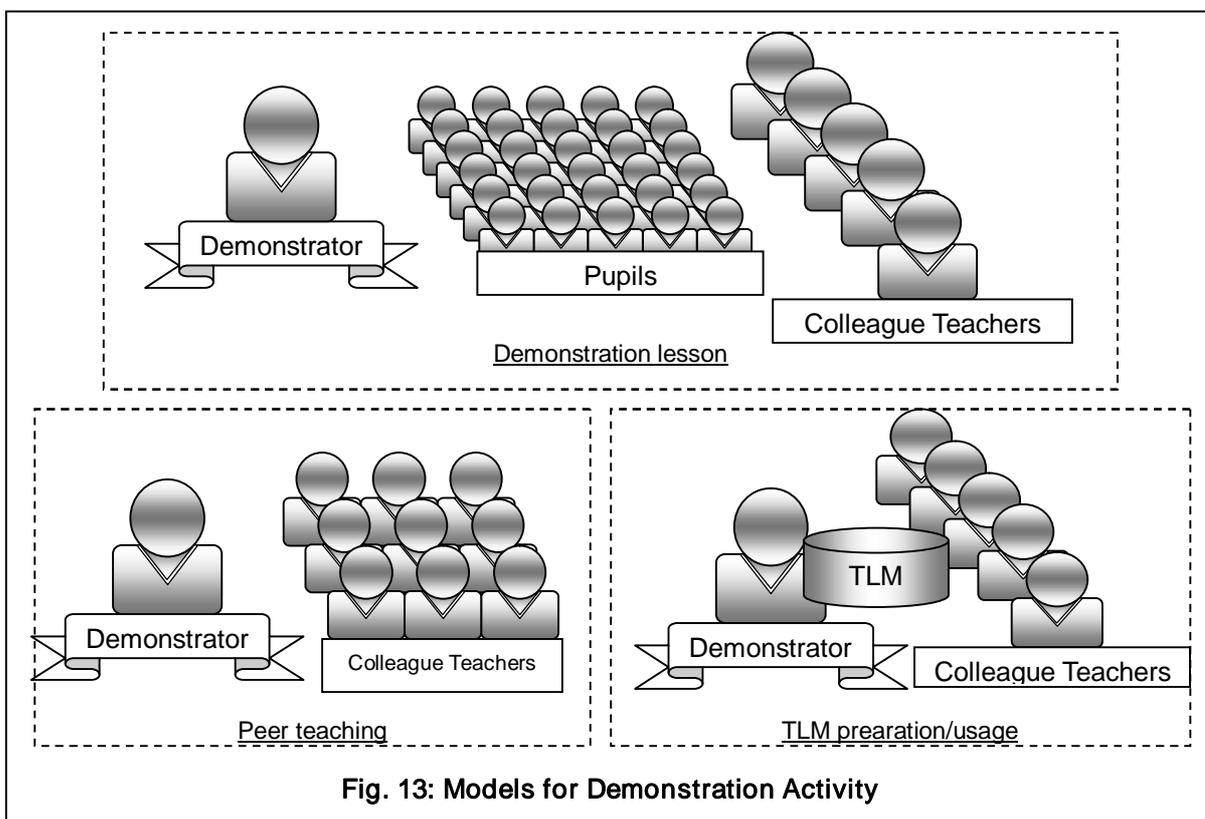 Demonstrator
Pupils
Colleague Teachers
Demonstration lesson
Demonstrator
Colleague Teachers
Peer teaching
TLM
Demonstrator
Colleague Teachers
TLM prearation/usage
Fig. 13: Models for Demonstration Activity